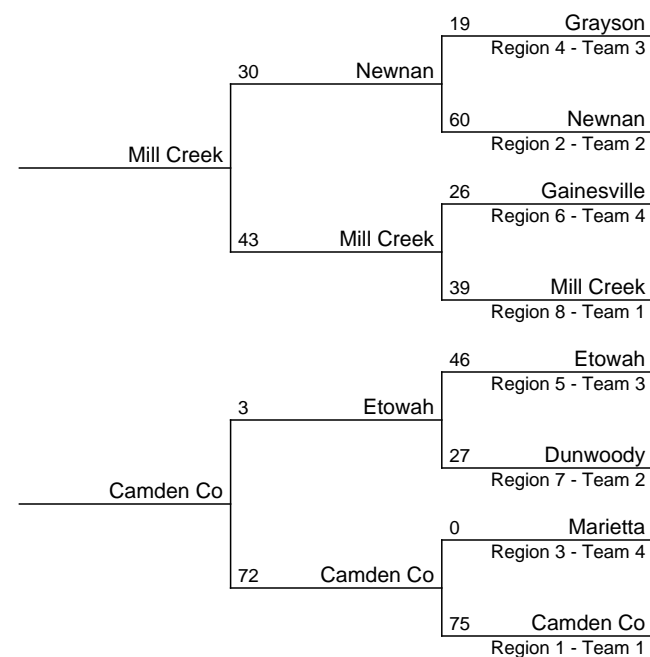 19 Grayson
Region 4 - Team 3
30 Newnan
60 Newnan
Region 2 - Team 2
Mill Creek
26 Gainesville
Region 6 - Team 4
43 Mill Creek
39 Mill Creek
Region 8 - Team 1
46 Etowah
Region 5 - Team 3
3 Etowah
27 Dunwoody
Region 7 - Team 2
Camden Co
0 Marietta
Region 3 - Team 4
72 Camden Co
75 Camden Co
Region 1 - Team 1